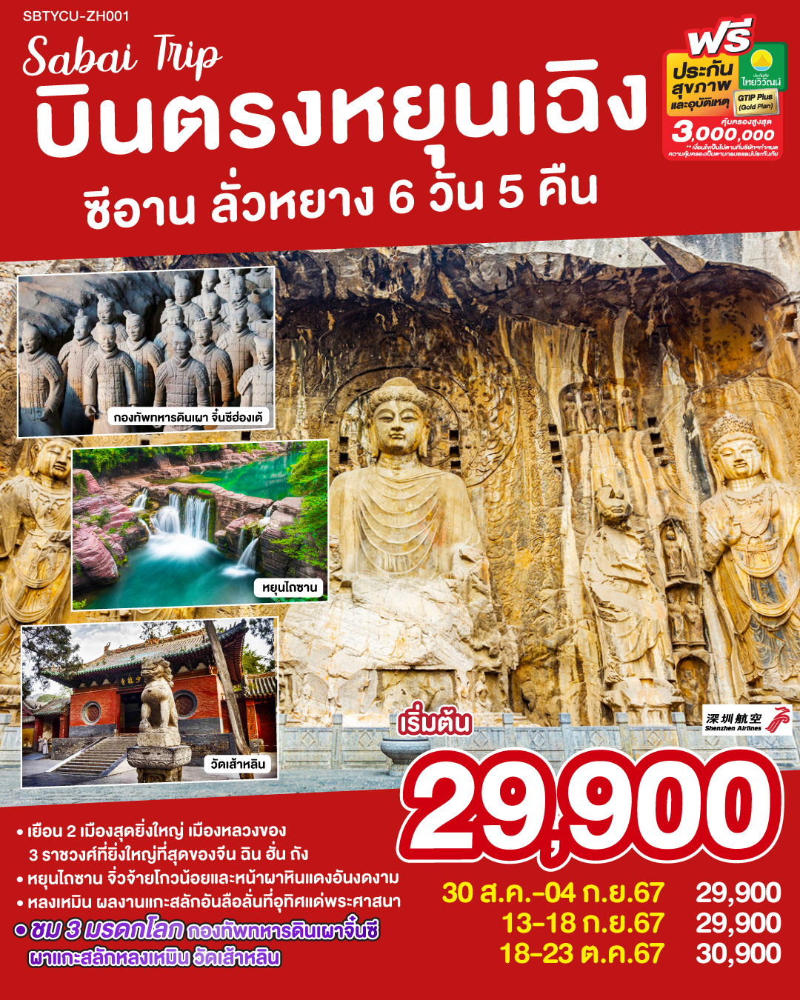 SBTYCU-ZH001
Sabai Trip
บินตรงหยุนเฉิง
ซีอาน ลั่วหยาง 6 วัน 5 คืน
ฟรี
ประกัน
สุขภาพ
และอุบัติเหตุ
ประกันภัย
ไทยวิวัฒน์
GTIP Plus
(Gold Plan)
คุ้มครองสูงสุด
3,000,000
** เงื่อนไขเป็นไปตามที่บริษัทฯกำหนด
ความคุ้มครองเป็นตามกรมธรรม์ประกันภัย
กองทัพทหารดินเผา จิ๋นซีฮ่องเต้
หยุนไถซาน
少林寺
วัดเส้าหลิน
深圳航空
Shenzhen Airlines
เริ่มต้น
29,900
• เยือน 2 เมืองสุดยิ่งใหญ่ เมืองหลวงของ
3 ราชวงศ์ที่ยิ่งใหญ่ที่สุดของจีน ฉิน ฮั่น ถัง
• หยุนไถซาน จิ่วจ้ายโกวน้อยและหน้าผาหินแดงอันงดงาม
• หลงเหมิน ผลงานแกะสลักอันลือลั่นที่อุทิศแด่พระศาสนา
• ชม 3 มรดกโลก กองทัพทหารดินเผาจิ๋นซี
ผาแกะสลักหลงเหมิน วัดเส้าหลิน
30 ส.ค.-04 ก.ย.67 29,900
13-18 ก.ย.67 29,900
18-23 ต.ค.67 30,900